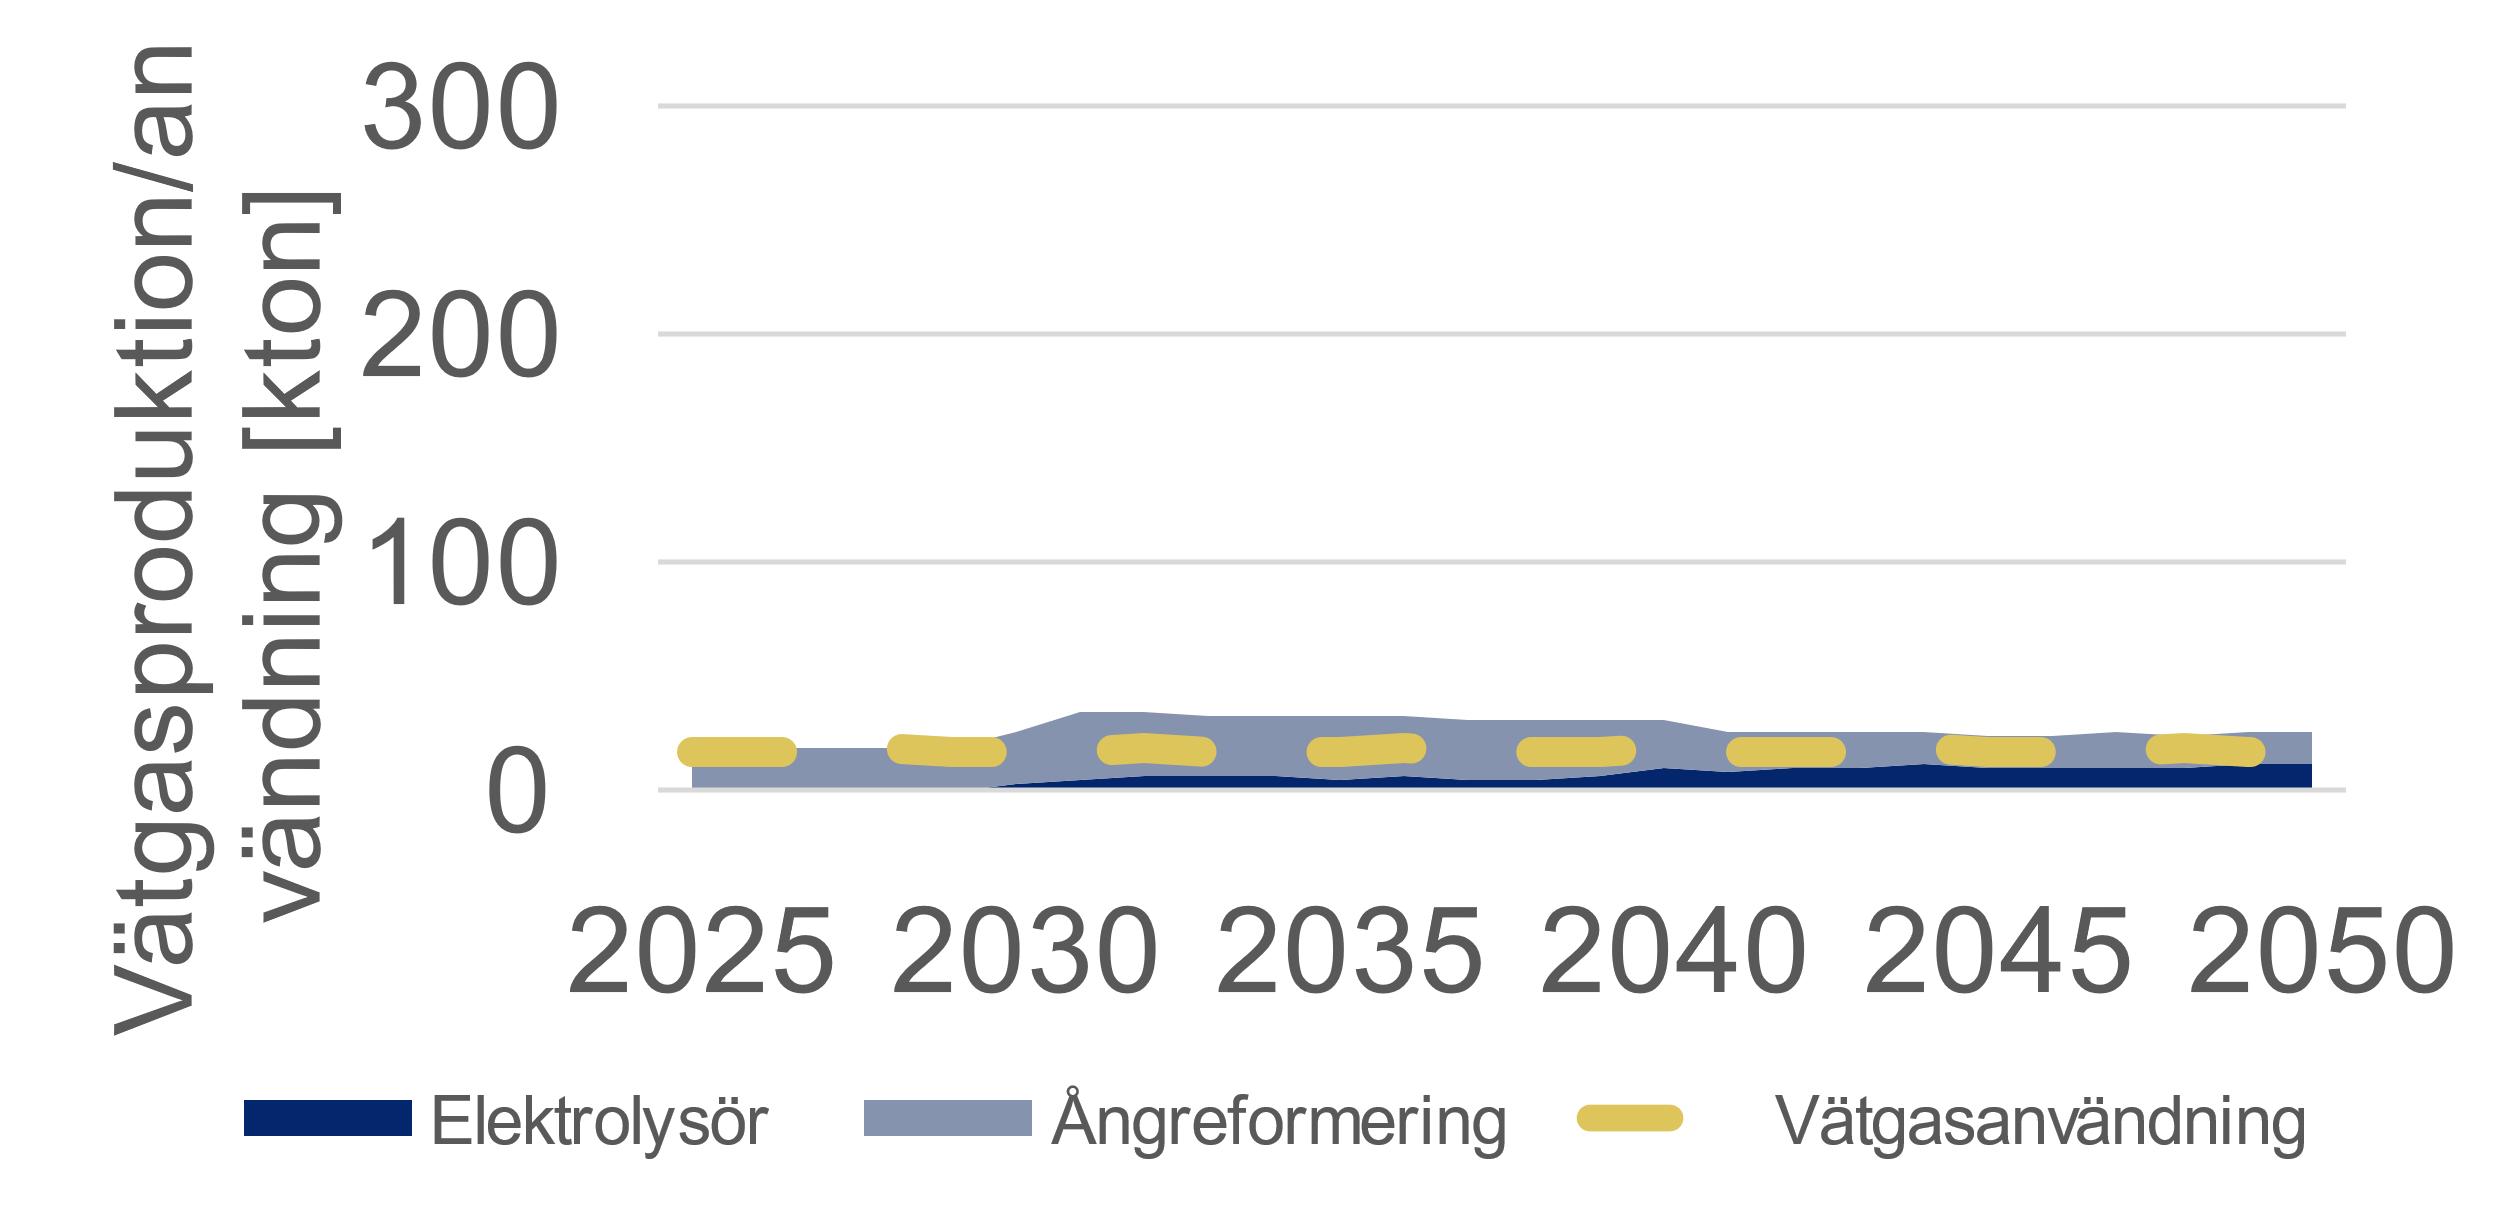 Vätgasproduktion/an
vändning [kton]
300
200
100
0
2025 2030 2035 2040 2045 2050
Elektrolysör Ångreformering Vätgasanvändning